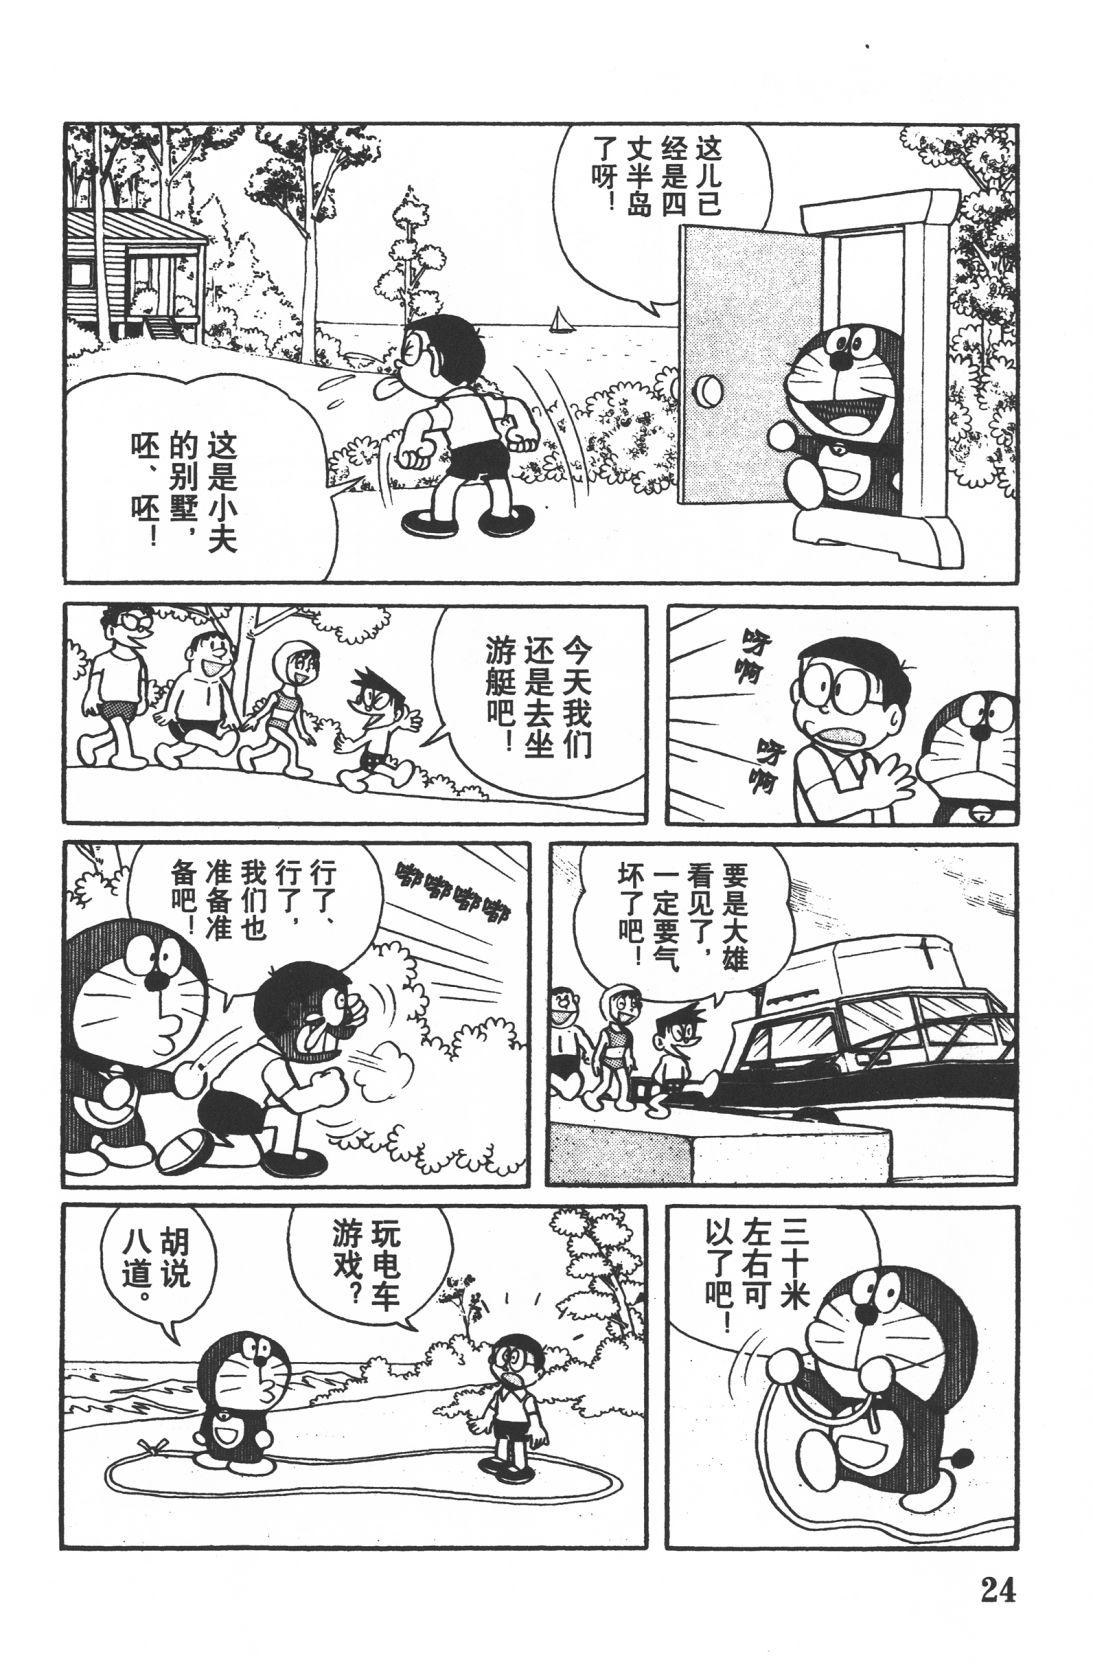 这儿已
经是四
丈半岛
了呀！
这是小夫
的别墅，
呸、呸！
呀啊
呀啊
今天我们
还是去坐
游艇吧！
要是大雄
看见了，
一定要气
坏了吧！
嘟嘟嘟嘟
行了、
行了，
我们也
准备准
备吧！
三十米
左右可
以了吧！
玩电车
游戏？
胡说
八道。
24